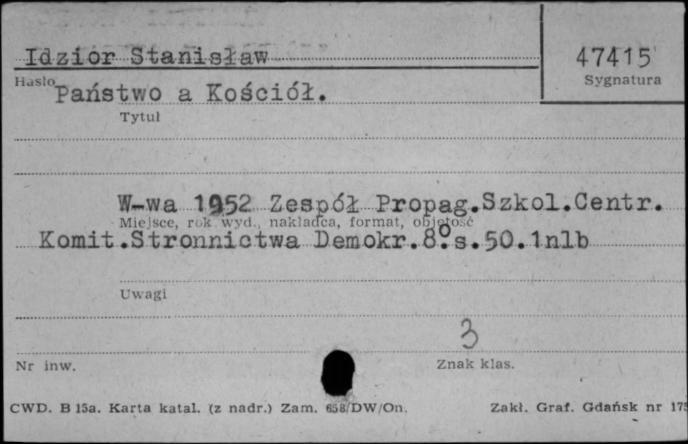 Idzior Stanisław
47415
Hasło
Sygnatura
Państwo a Kościół.
Tytuł
W-wa 1952 Zespół Propag.Szkol.Centr.
Miejsce, rok wyd., nakładca, format, objętość
Komit.Stronnictwa Demokr.8º.s.50.1nlb
Uwagi
3
Nr inw.
Znak klas.
CWD. B 15a. Karta katal. (z nadr.) Zam. 658/DW/On.
Zakł. Graf. Gdańsk nr 175